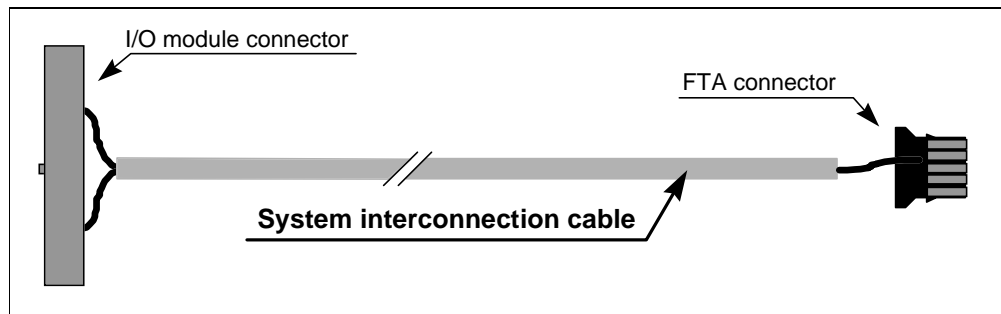 I/O module connector
FTA connector
System interconnection cable